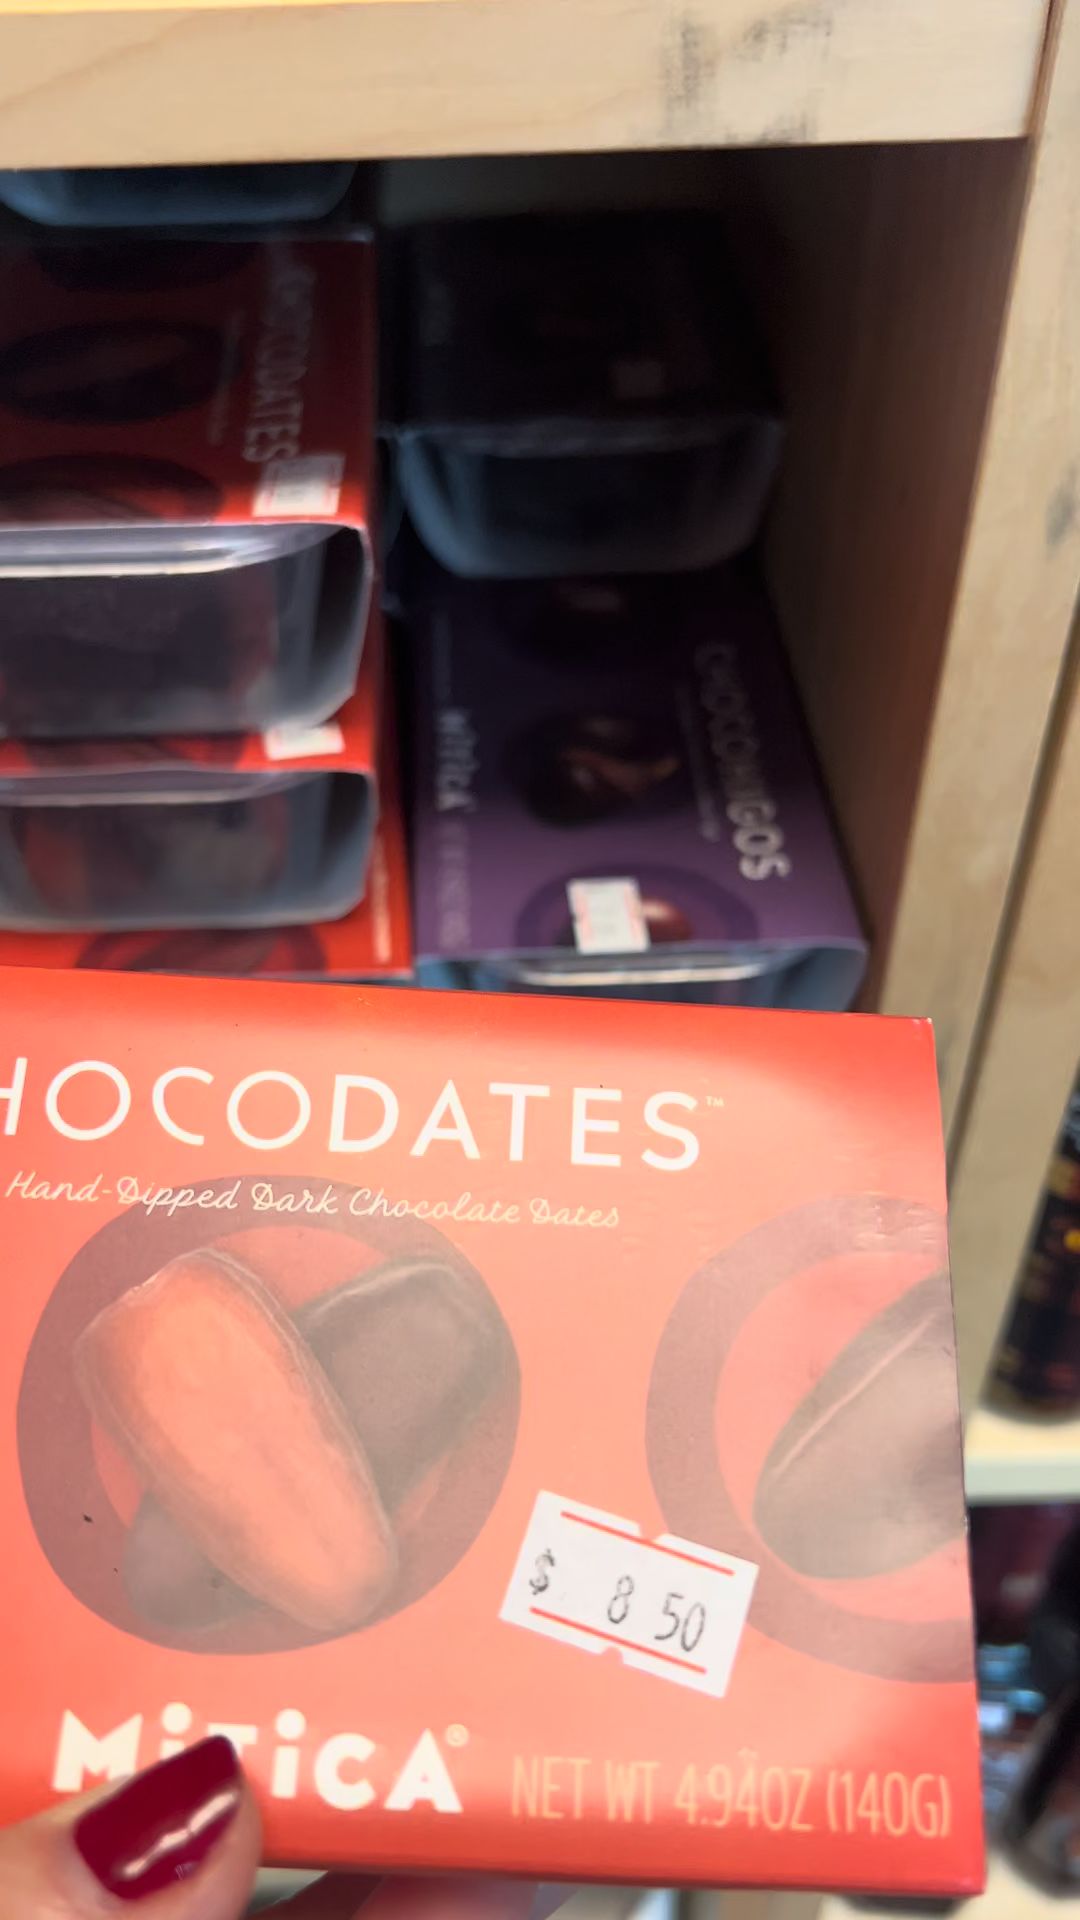 CHOCODATES
MITICA
CHOCOHIGOS
HOCODATES™
Hand-Dipped Dark Chocolate Dates
$ 8 50
MiTiCA®
NET WT 4.94OZ (140G)